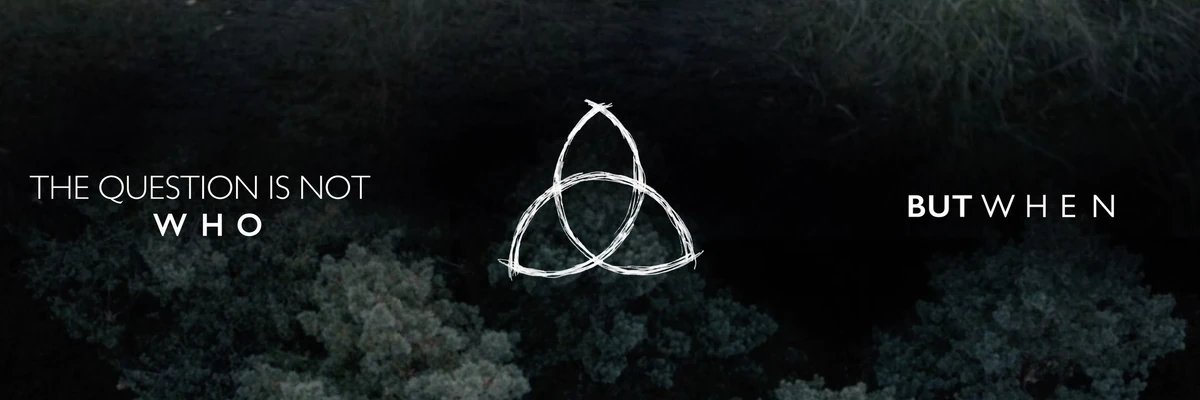 THE QUESTION IS NOT
WHO
BUT WHEN